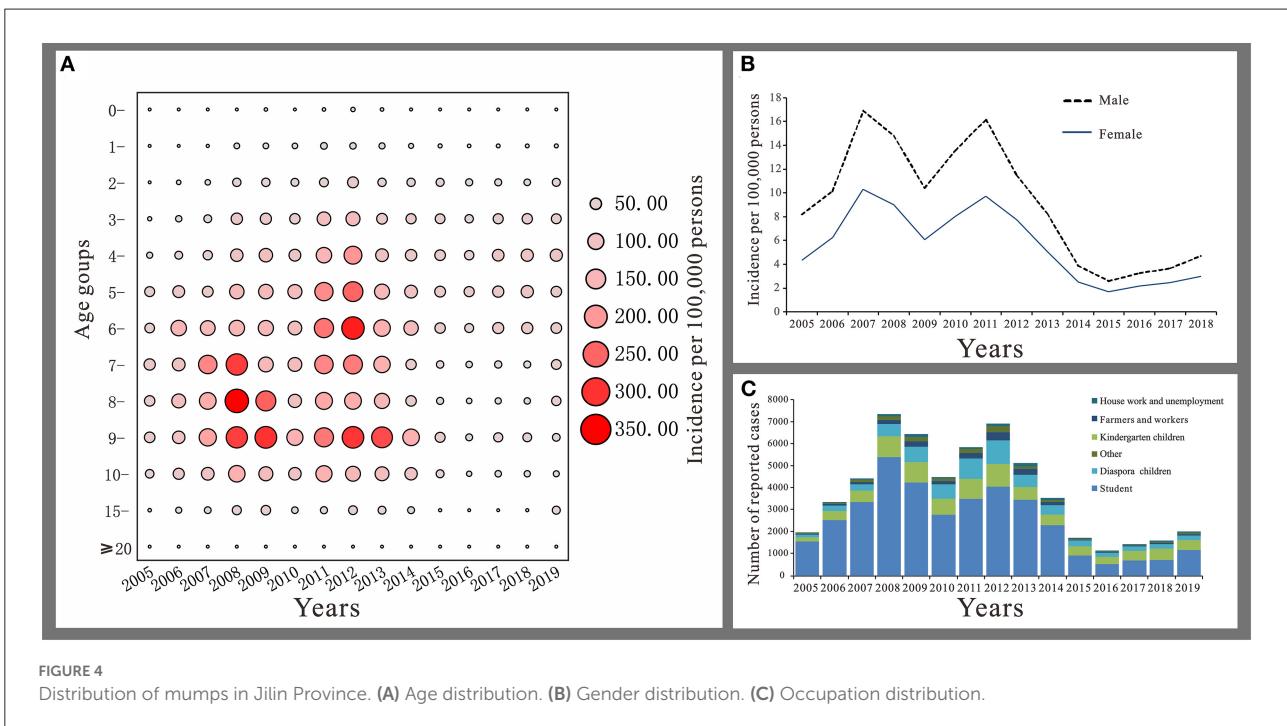 A
Age goups
0
1
2
3
4
5
6
7
8
9
10
15
≥20
2005 2006 2007 2008 2009 2010 2011 2012 2013 2014 2015 2016 2017 2018 2019
Years
50.00
100.00
150.00
200.00
250.00
300.00
350.00
Incidence per 100,000 persons
B
Incidence per 100,000 persons
18
16
14
12
10
8
6
4
2
0
Male
Female
2005 2006 2007 2008 2009 2010 2011 2012 2013 2014 2015 2016 2017 2018
Years
C
Number of reported cases
8000
7000
6000
5000
4000
3000
2000
1000
0
House work and unemployment
Farmers and workers
Kindergarten children
Other
Diaspora children
Student
2005 2006 2007 2008 2009 2010 2011 2012 2013 2014 2015 2016 2017 2018 2019
Years
FIGURE 4
Distribution of mumps in Jilin Province. (A) Age distribution. (B) Gender distribution. (C) Occupation distribution.